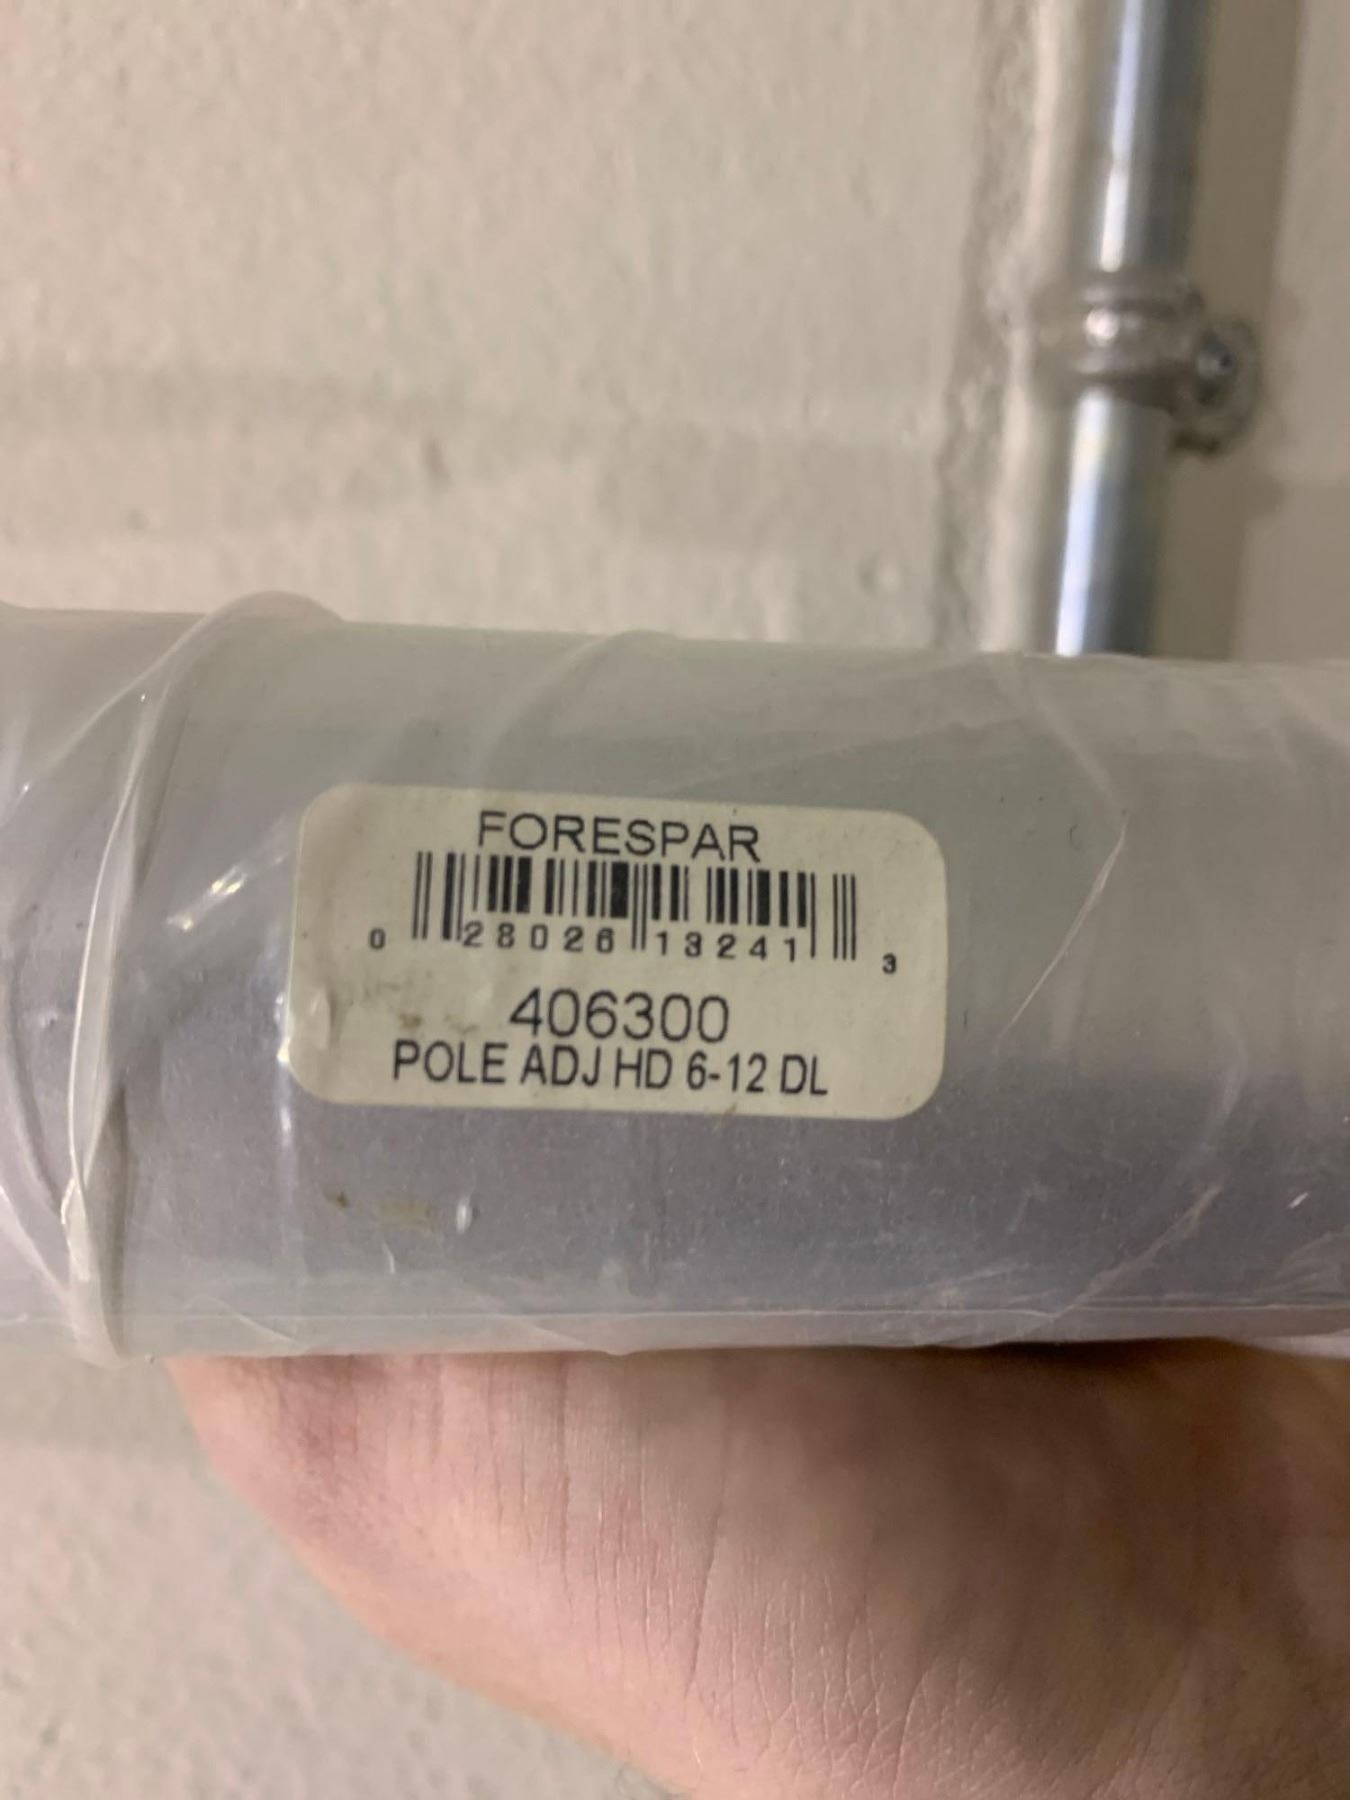 FORESPAR
0 28026 13241 3
406300
POLE ADJ HD 6-12 DL